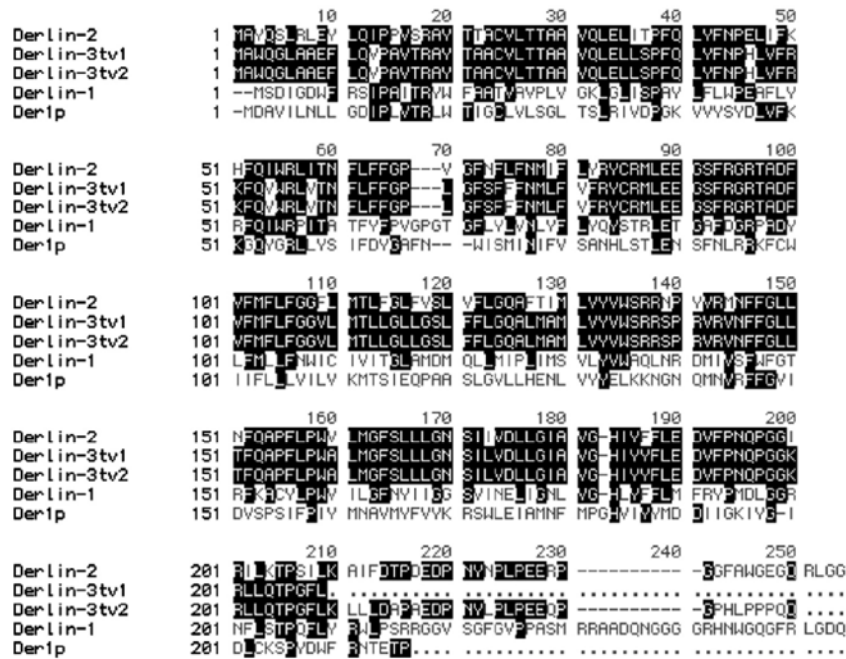 10 20 30 40 50
Derlin-2 1 MAYQSLRLEY LQIPPVSRAY TTACVLTTAA VQLELITPFQ LYFNPELIFK
Derlin-3tv1 1 MAWQGLAAEF LQVPAVTRAY TAACVLTTAA VQLELLSPFQ LYFNPHLVFR
Derlin-3tv2 1 MAWQGLAAEF LQVPAVTRAY TAACVLTTAA VQLELLSPFQ LYFNPHLVFR
Derlin-1 1 --MSDIGDWF RSIPAITRYW FAATVAVPLV GKLGLISPAY LFLWPEAFLY
Der1p 1 -MDAVILNLL GDIPLVTRLW TIGCLVLSGL TSLRIVDPGK VVYSYDLVFK
60 70 80 90 100
Derlin-2 51 HFQIWRLITN FLFFGP---V GFNFLFNMIF LYRYCRMLEE GSFRGRTADF
Derlin-3tv1 51 KFQVWRLVTN FLFFGP---L GFSFFFNMLF VFRYCRMLEE GSFRGRTADF
Derlin-3tv2 51 KFQVWRLVTN FLFFGP---L GFSFFFNMLF VFRYCRMLEE GSFRGRTADF
Derlin-1 51 RFQIWRPITA TFYFPVGPGT GFLYLVNLYF LYQYSTRLET GAFDGRPADY
Der1p 51 KGQYGRLLYS IFDYGAFN-- -WISMINIFV SANHLSTLEN SFNLRRKFCW
110 120 130 140 150
Derlin-2 101 VFMFLFGGFL MTLFGLFVSL VFLGQAFTIM LVYVWSRRNP YVRMNFFGLL
Derlin-3tv1 101 VFMFLFGGVL MTLLGLLGSL FFLGQALMAM LVYVWSRRSP RVRVNFFGLL
Derlin-3tv2 101 VFMFLFGGVL MTLLGLLGSL FFLGQALMAM LVYVWSRRSP RVRVNFFGLL
Derlin-1 101 LFMLLFNWIC IVITGLAMDM QLLMIPLIMS VLYVWAQLNR DMIVSFWFGT
Der1p 101 IIFLLLVILV KMTSIEQPAA SLGVLLHENL VYYELKKNGN QMNVRFFGVI
160 170 180 190 200
Derlin-2 151 NFQAPFLPWV LMGFSLLLGN SIIVDLLGIA VG-HIYFFLE DVFPNQPGGI
Derlin-3tv1 151 TFQAPFLPWA LMGFSLLLGN SILVDLLGIA VG-HIYYFLE DVFPNQPGGK
Derlin-3tv2 151 TFQAPFLPWA LMGFSLLLGN SILVDLLGIA VG-HIYYFLE DVFPNQPGGK
Derlin-1 151 RFKACYLPWV ILGFNYIIGG SVINELIGNL VG-HLYFFLM FRYPMDLGGR
Der1p 151 DVSPSIFPIY MNAVMYFVYK RSWLEIAMNF MPGHVIYYMD DIIGKIYG-I
210 220 230 240 250
Derlin-2 201 RILKTPSILK AIFDTPDEDP NYNPLPEERP ---------- -GGFAWGEGQ RLGG
Derlin-3tv1 201 RLLQTPGFL. .......... .......... .......... .......... ....
Derlin-3tv2 201 RLLQTPGFLK LLLDAPAEDP NYLPLPEEQP ---------- -GPHLPPPQQ ....
Derlin-1 201 NFLSTPQFLY RWLPSRRGGV SGFGVPPASM RRAADQNGGG GRHNWGQGFR LGDQ
Der1p 201 DLCKSPYDWF RNTETP.... .......... .......... .......... ....